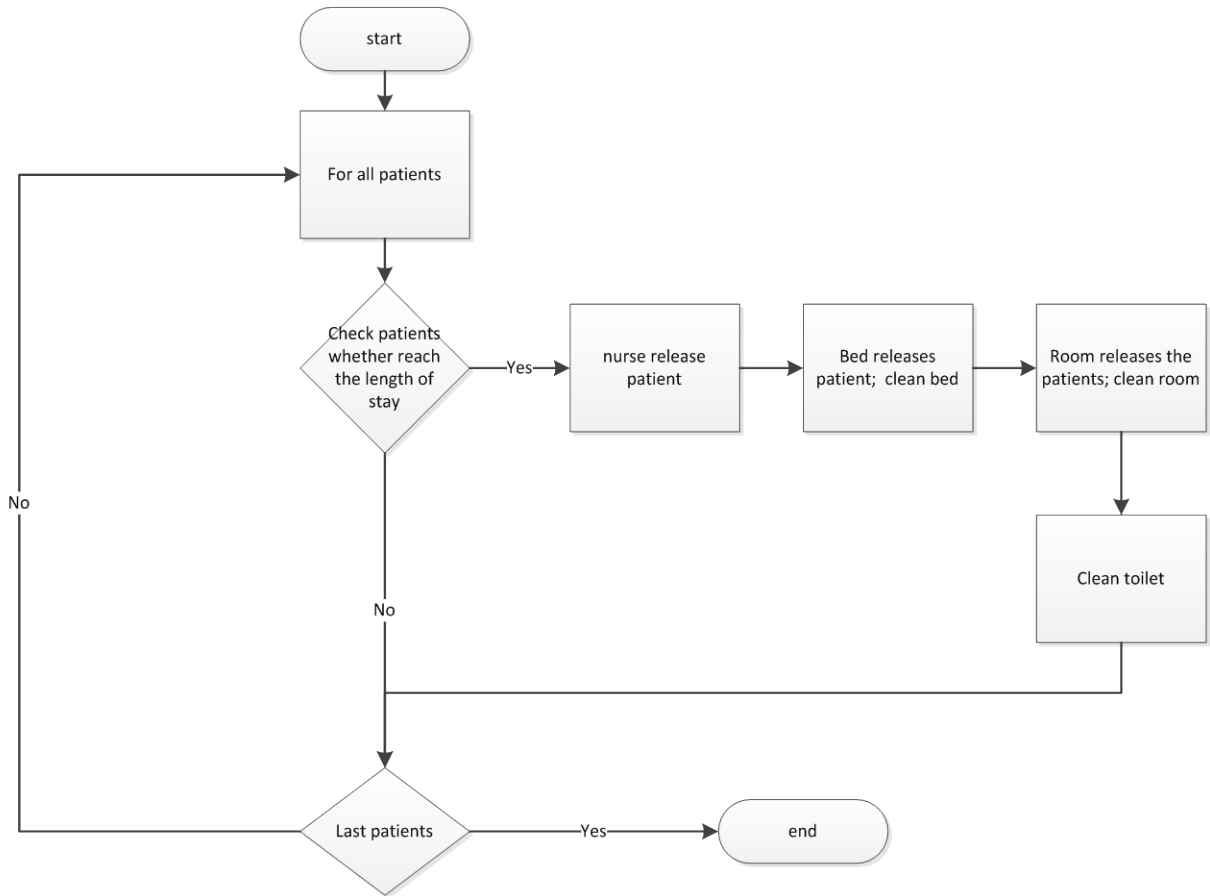 start
For all patients
Check patients
whether reach
the length of
stay
Yes
nurse release
patient
Bed releases
patient;  clean bed
Room releases the
patients; clean room
No
Clean toilet
No
Last patients
Yes
end